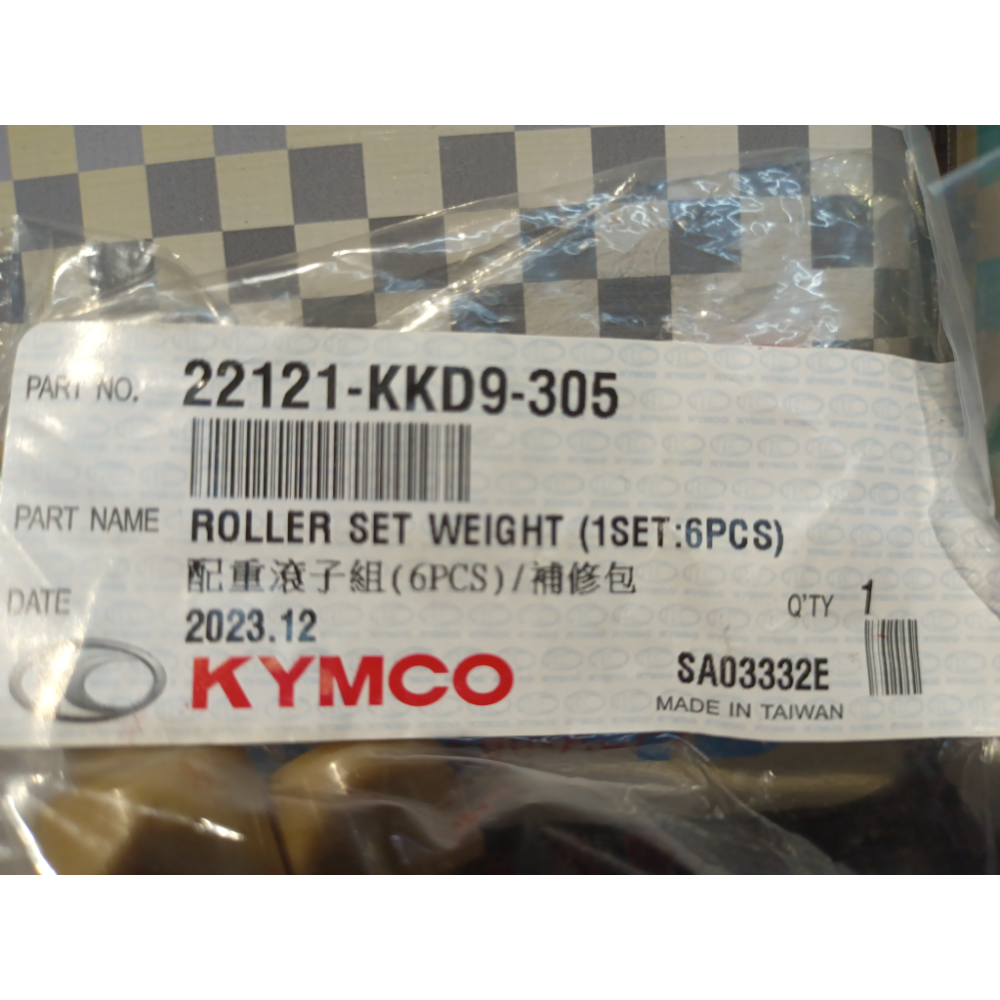 PART NO. 22121-KKD9-305
PART NAME ROLLER SET WEIGHT (1SET:6PCS)
配重滾子組(6PCS)/補修包
DATE 2023.12 Q'TY 1
KYMCO SA03332E
MADE IN TAIWAN